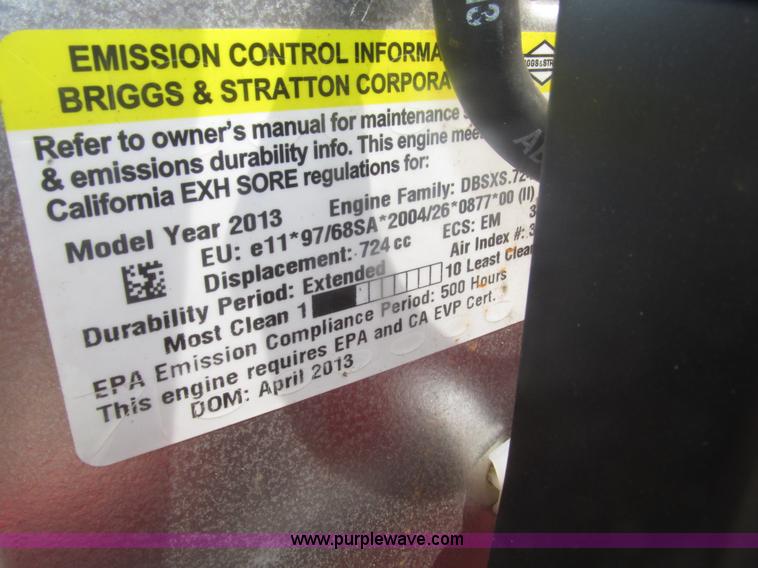 EMISSION CONTROL INFORMA
BRIGGS & STRATTON CORPORA
Refer to owner's manual for maintenance
& emissions durability info. This engine mee
California EXH SORE regulations for:
Model Year 2013 Engine Family: DBSXS.724
EU: e11*97/68SA*2004/26*0877*00 (II) 3
Displacement: 724 cc ECS: EM
Durability Period: Extended Air Index #: 3
Most Clean 1 10 Least Clean
EPA Emission Compliance Period: 500 Hours
This engine requires EPA and CA EVP Cert.
DOM: April 2013
www.purplewave.com